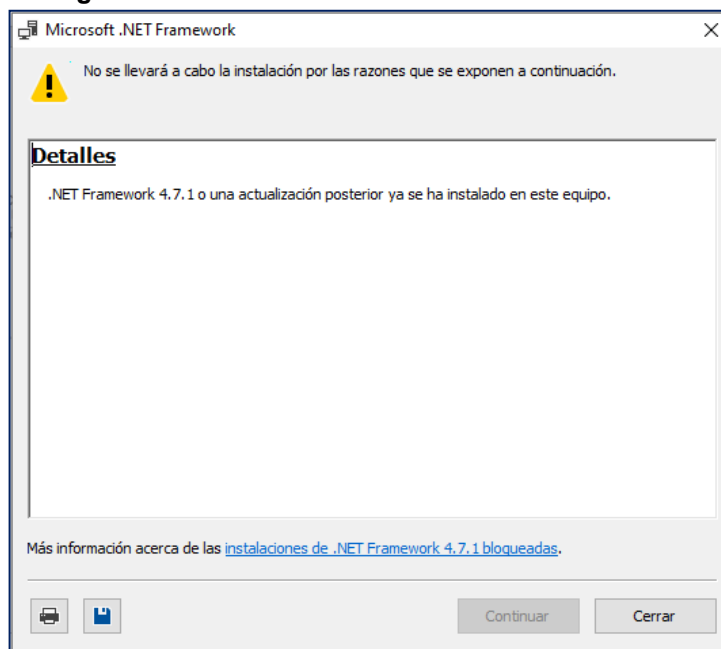 Microsoft .NET Framework
No se llevará a cabo la instalación por las razones que se exponen a continuación.
Detalles
.NET Framework 4.7.1 o una actualización posterior ya se ha instalado en este equipo.
Más información acerca de las instalaciones de .NET Framework 4.7.1 bloqueadas.
Continuar
Cerrar